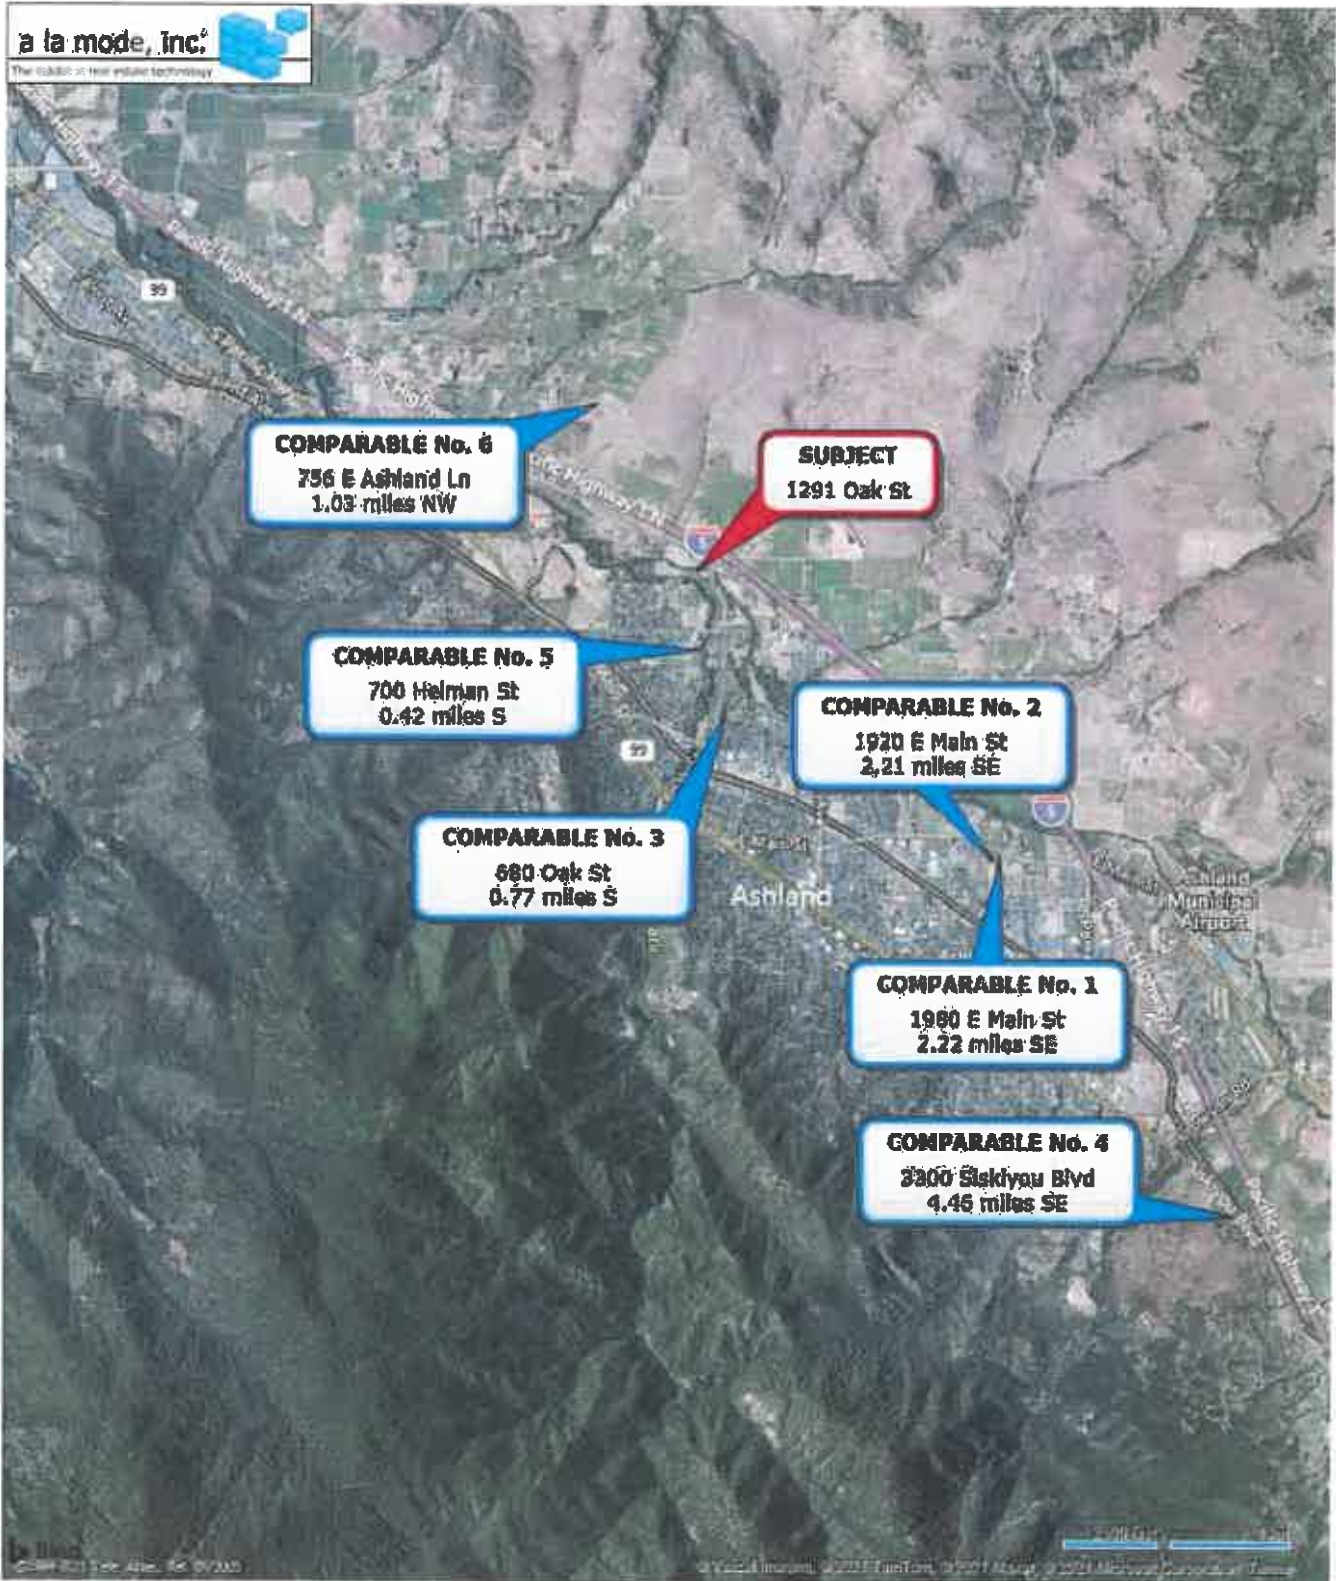 a la mode, inc.
COMPARABLE No. 6
756 E Ashland Ln
1.03 miles NW
SUBJECT
1291 Oak St
COMPARABLE No. 5
700 Helman St
0.42 miles S
COMPARABLE No. 2
1920 E Main St
2.21 miles SE
COMPARABLE No. 3
680 Oak St
0.77 miles S
COMPARABLE No. 1
1980 E Main St
2.22 miles SE
COMPARABLE No. 4
3300 Siskiyou Blvd
4.46 miles SE
99
99
5
Ashland
Municipal
Airport